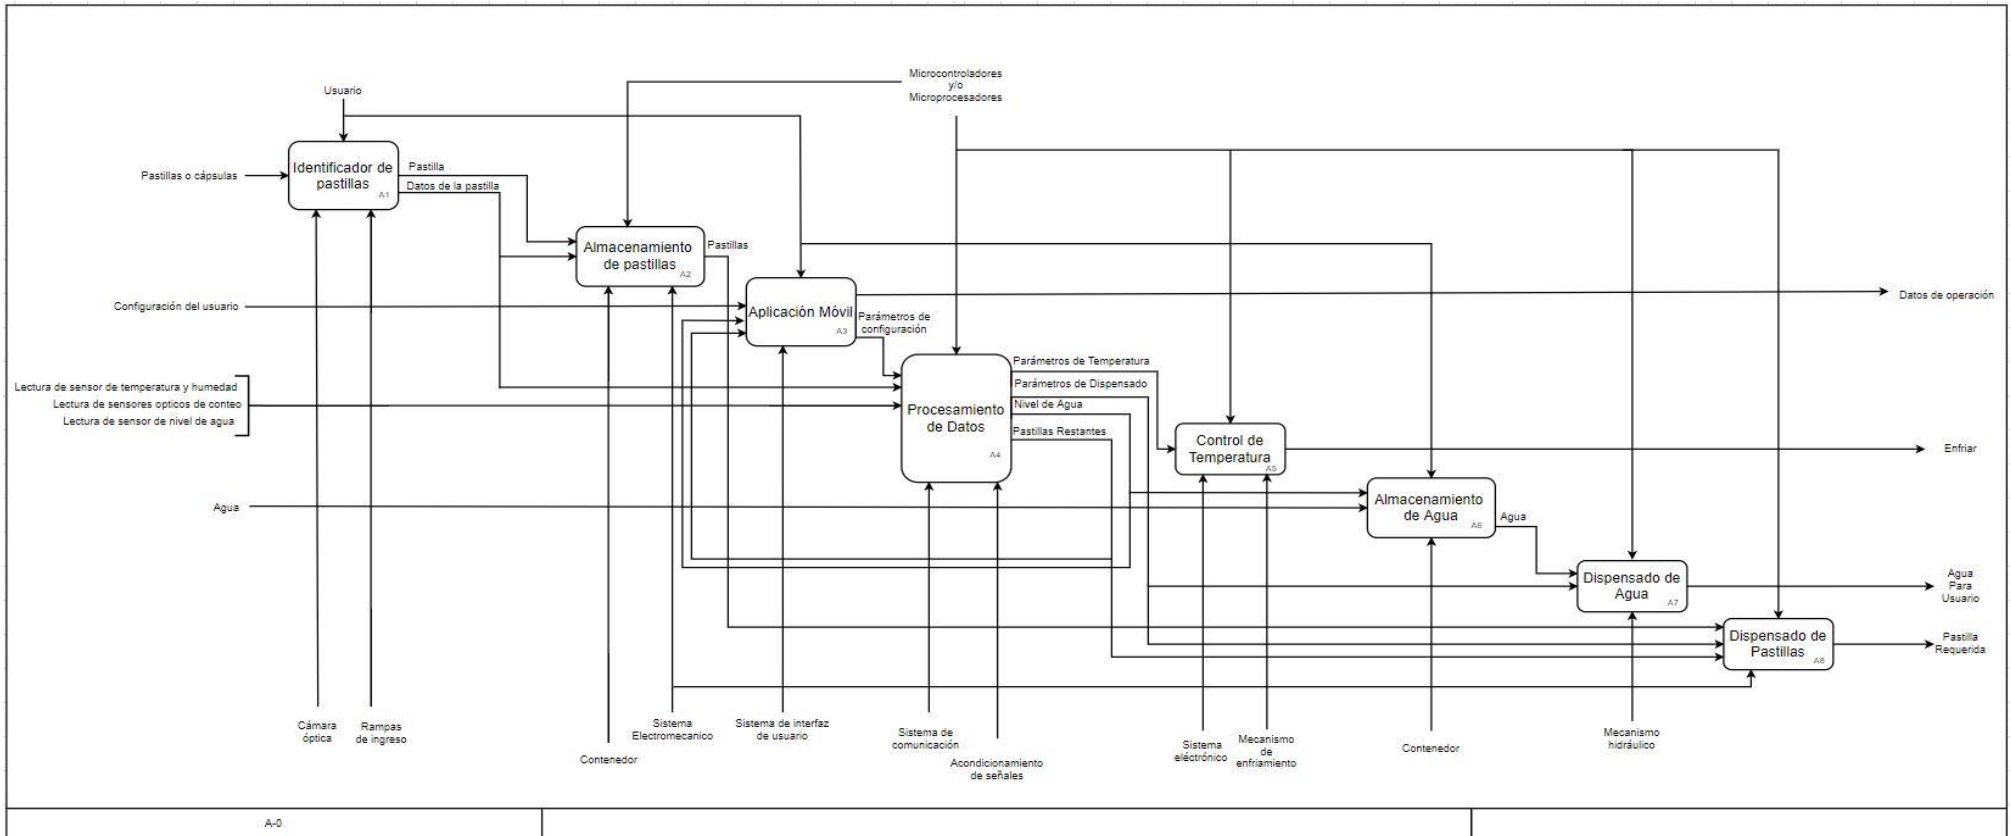 Microcontroladores
y/o
Microprocesadores
Usuario
Pastillas o cápsulas
Identificador de
pastillas
A1
Pastilla
Datos de la pastilla
Almacenamiento
de pastillas
A2
Pastillas
Configuración del usuario
Aplicación Móvil
A3
Parámetros de
configuración
Datos de operación
Lectura de sensor de temperatura y humedad
Lectura de sensores opticos de conteo
Lectura de sensor de nivel de agua
Procesamiento
de Datos
A4
Parámetros de Temperatura
Parámetros de Dispensado
Nivel de Agua
Pastillas Restantes
Control de
Temperatura
A5
Enfriar
Agua
Almacenamiento
de Agua
A6
Agua
Dispensado de
Agua
A7
Agua
Para
Usuario
Dispensado de
Pastillas
A8
Pastilla
Requerida
Cámara
óptica
Rampas
de ingreso
Contenedor
Sistema
Electromecanico
Sistema de interfaz
de usuario
Sistema de
comunicación
Acondicionamiento
de señales
Sistema
eléctrónico
Mecanismo
de
enfriamiento
Contenedor
Mecanismo
hidráulico
A-0